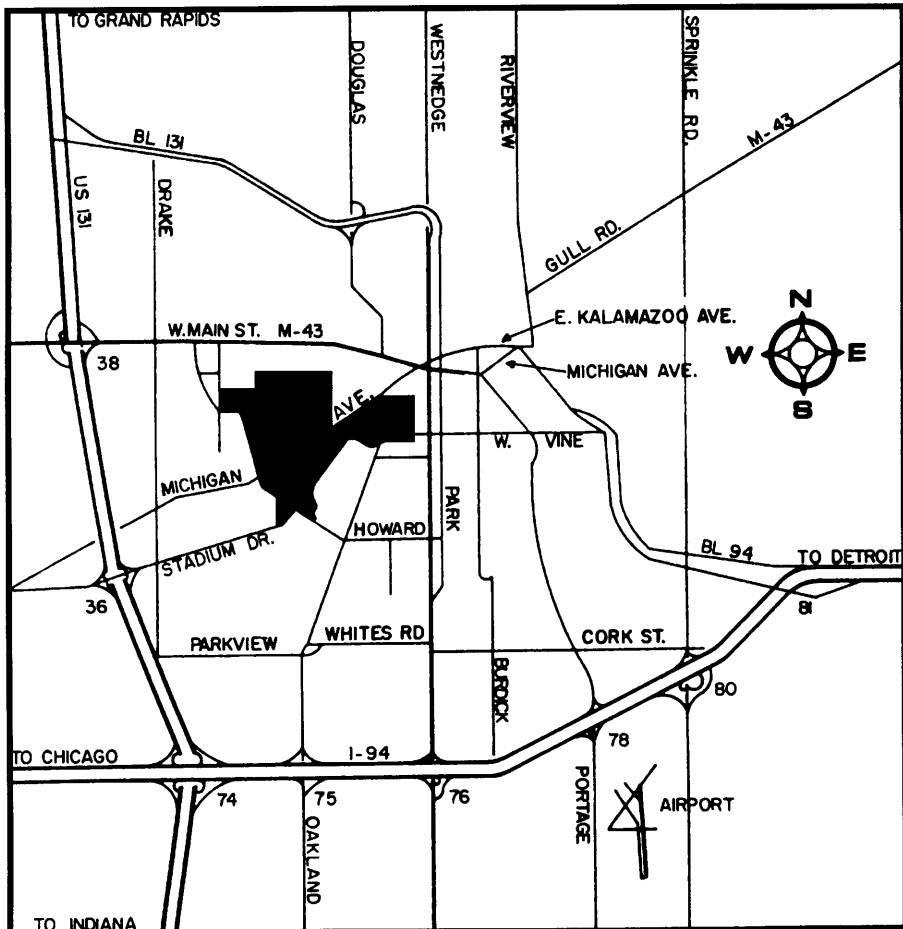 TO GRAND RAPIDS
DOUGLAS
WESTNEDGE
RIVERVIEW
SPRINKLE RD.
M-43
BL 131
US 131
DRAKE
GULL RD.
E. KALAMAZOO AVE.
W. MAIN ST. M-43
38
MICHIGAN AVE.
N
W E
S
AVE.
W. VINE
MICHIGAN
PARK
HOWARD
STADIUM DR.
BL 94
TO DETROIT
36
81
PARKVIEW
WHITES RD
CORK ST.
BURDICK
80
78
TO CHICAGO
I-94
74
75
76
PORTAGE
AIRPORT
OAKLAND
TO INDIANA